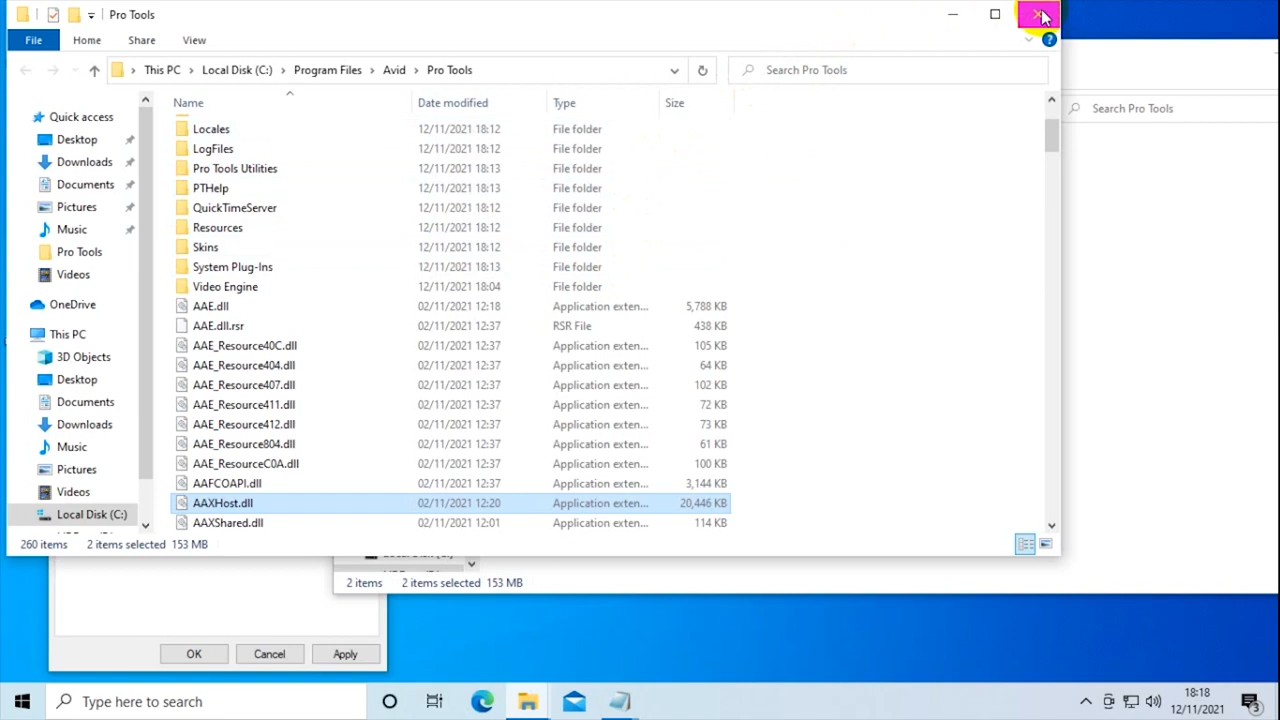 Pro Tools
File Home Share View
This PC Local Disk (C:) Program Files Avid Pro Tools Search Pro Tools
Search Pro Tools
Name Date modified Type Size
Quick access
Desktop
Downloads
Documents
Pictures
Music
Pro Tools
Videos
OneDrive
This PC
3D Objects
Desktop
Documents
Downloads
Music
Pictures
Videos
Local Disk (C:)
Locales 12/11/2021 18:12 File folder
LogFiles 12/11/2021 18:12 File folder
Pro Tools Utilities 12/11/2021 18:13 File folder
PTHelp 12/11/2021 18:13 File folder
QuickTimeServer 12/11/2021 18:12 File folder
Resources 12/11/2021 18:12 File folder
Skins 12/11/2021 18:12 File folder
System Plug-Ins 12/11/2021 18:13 File folder
Video Engine 12/11/2021 18:04 File folder
AAE.dll 02/11/2021 12:18 Application exten... 5,788 KB
AAE.dll.rsr 02/11/2021 12:37 RSR File 438 KB
AAE_Resource40C.dll 02/11/2021 12:37 Application exten... 105 KB
AAE_Resource404.dll 02/11/2021 12:37 Application exten... 64 KB
AAE_Resource407.dll 02/11/2021 12:37 Application exten... 102 KB
AAE_Resource411.dll 02/11/2021 12:37 Application exten... 72 KB
AAE_Resource412.dll 02/11/2021 12:37 Application exten... 73 KB
AAE_Resource804.dll 02/11/2021 12:37 Application exten... 61 KB
AAE_ResourceC0A.dll 02/11/2021 12:37 Application exten... 100 KB
AAFCOAPI.dll 02/11/2021 12:37 Application exten... 3,144 KB
AAXHost.dll 02/11/2021 12:20 Application exten... 20,446 KB
AAXShared.dll 02/11/2021 12:01 Application exten... 114 KB
260 items 2 items selected 153 MB
2 items 2 items selected 153 MB
OK Cancel Apply
Type here to search
18:18
12/11/2021
3